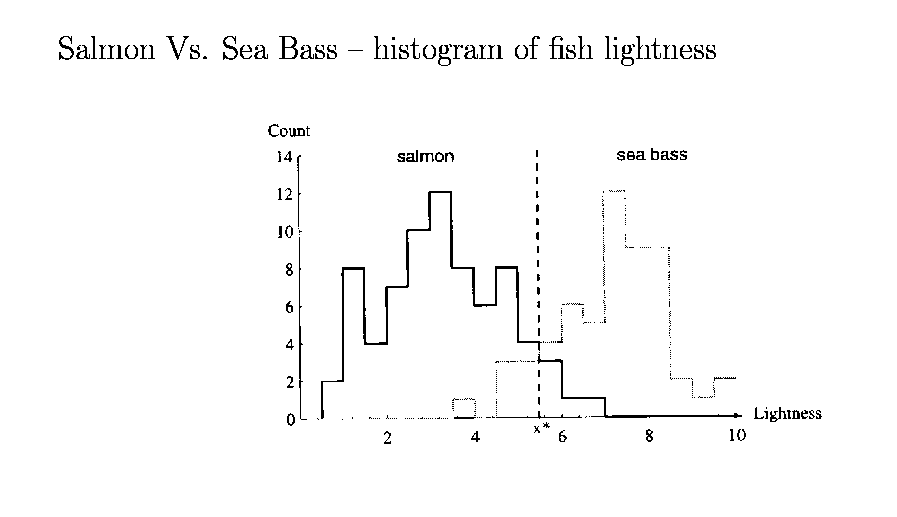 Salmon Vs. Sea Bass – histogram of fish lightness
Count
salmon
sea bass
14
12
10
8
6
4
2
0
Lightness
2 4 x* 6 8 10